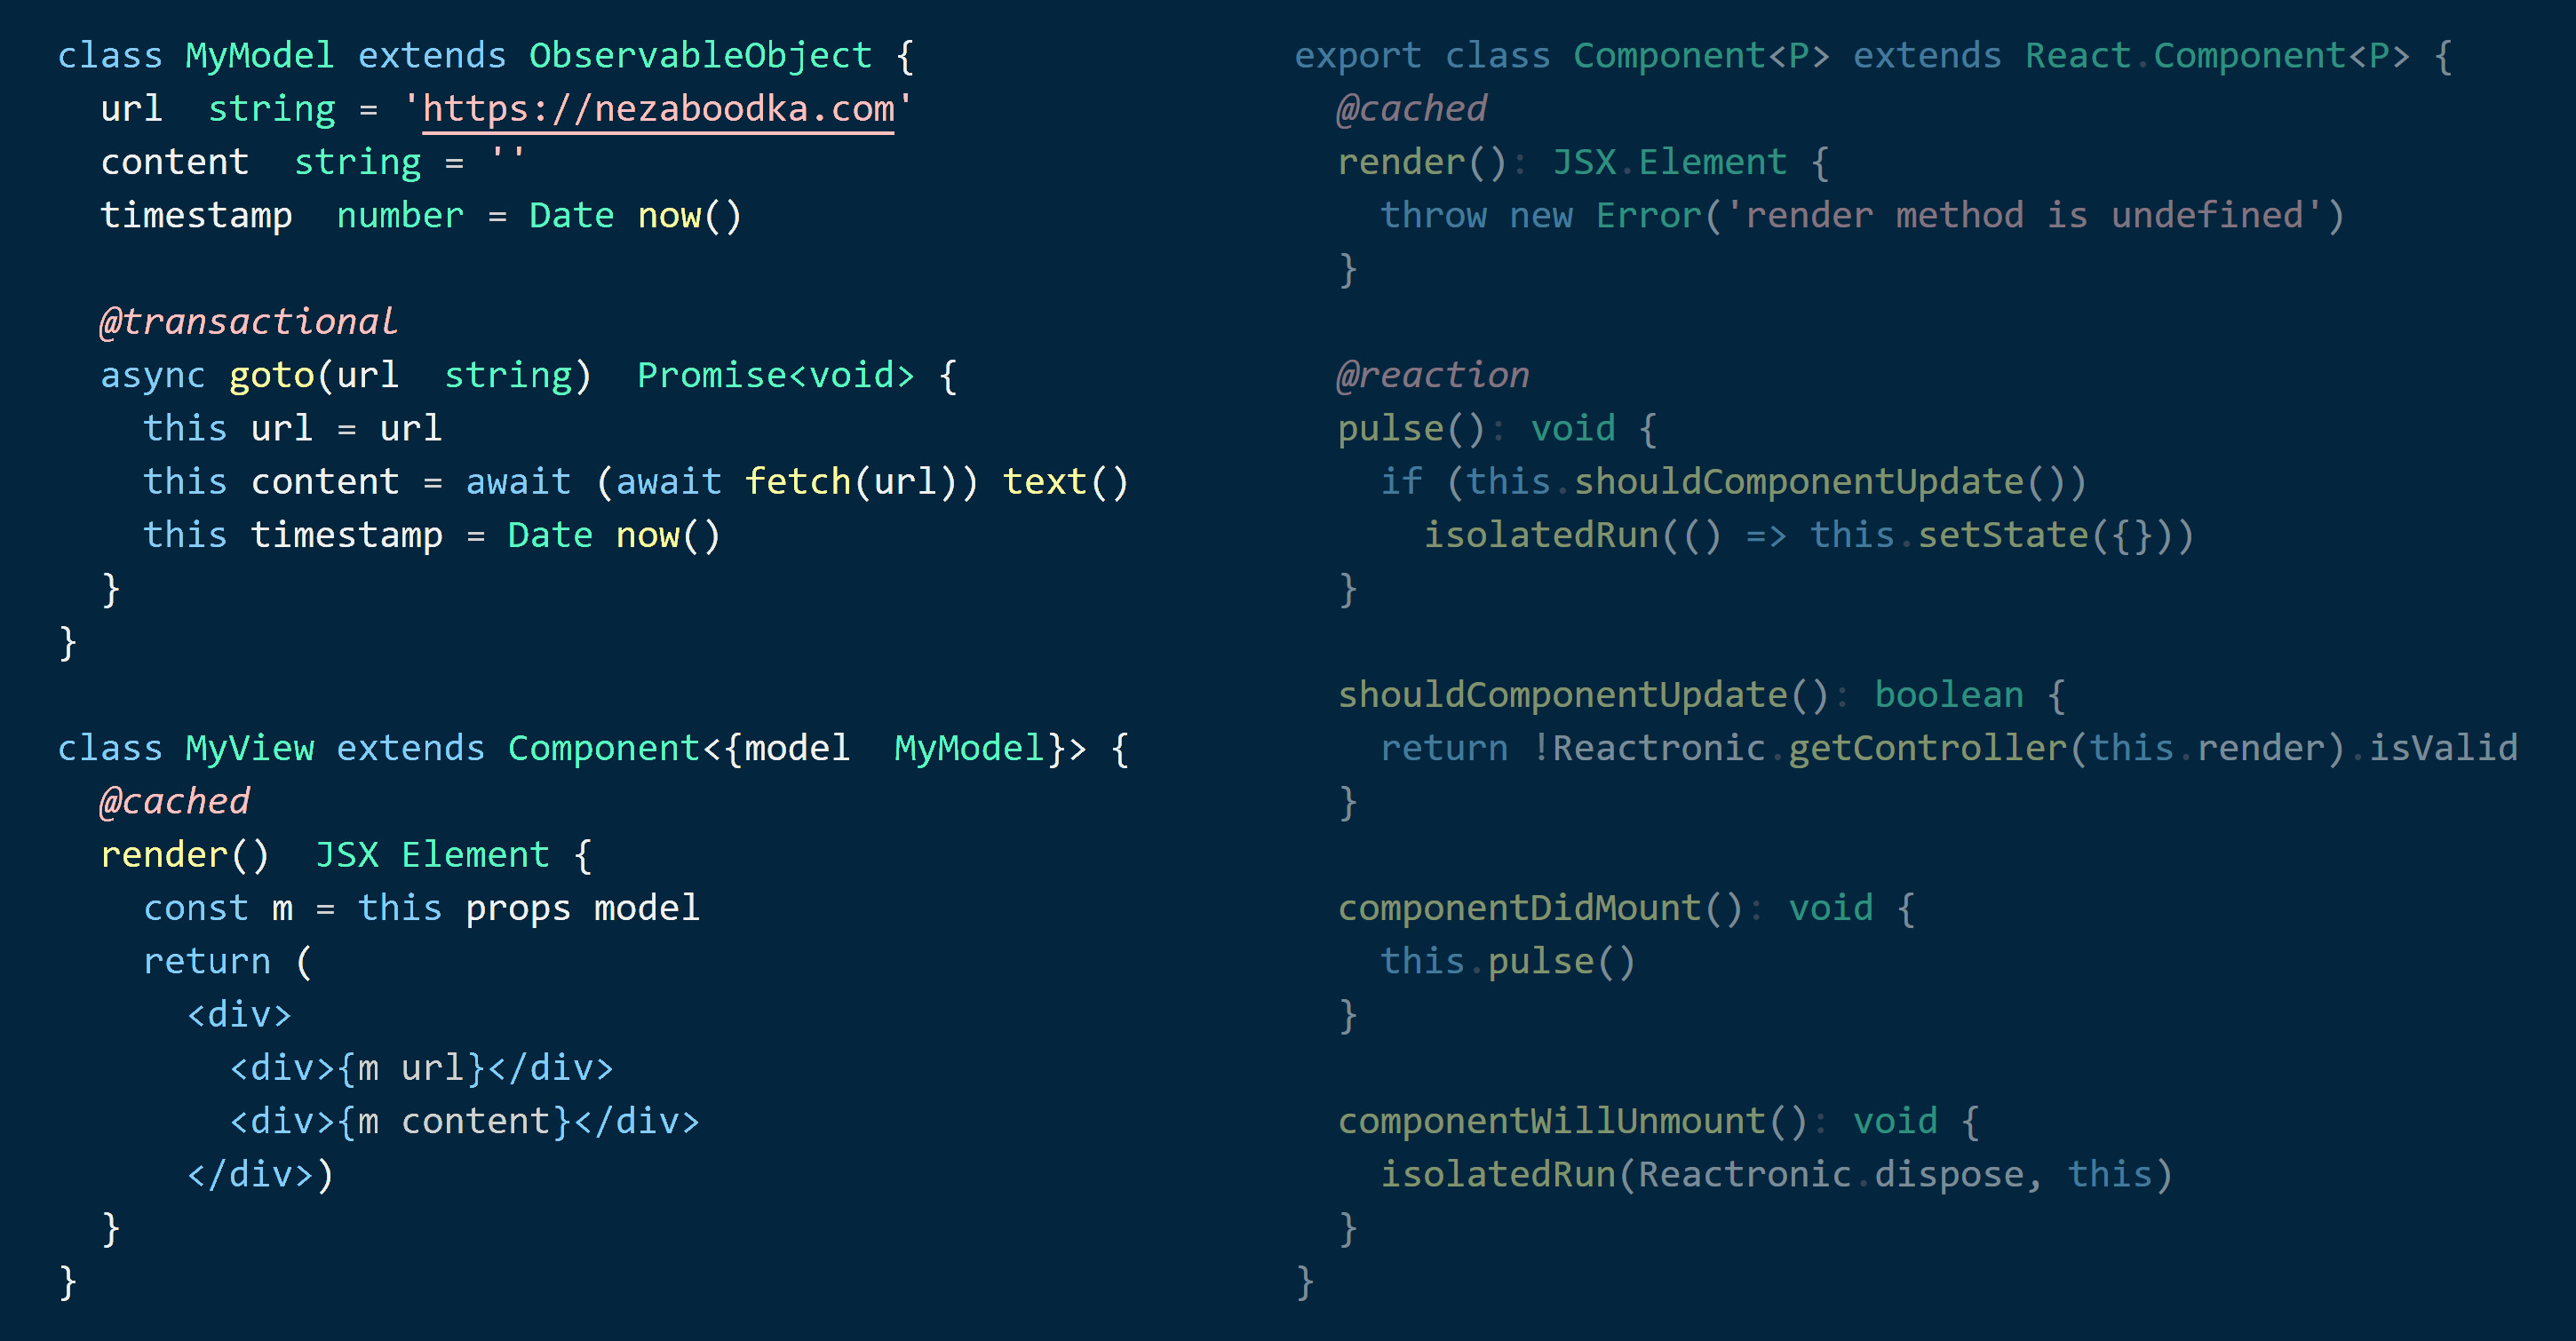 class MyModel extends ObservableObject {
  url  string = 'https://nezaboodka.com'
  content  string = ''
  timestamp  number = Date now()

  @transactional
  async goto(url  string)  Promise<void> {
    this url = url
    this content = await (await fetch(url)) text()
    this timestamp = Date now()
  }
}

class MyView extends Component<{model  MyModel}> {
  @cached
  render()  JSX Element {
    const m = this props model
    return (
      <div>
        <div>{m url}</div>
        <div>{m content}</div>
      </div>)
  }
}

export class Component<P> extends React.Component<P> {
  @cached
  render(): JSX.Element {
    throw new Error('render method is undefined')
  }

  @reaction
  pulse(): void {
    if (this.shouldComponentUpdate())
      isolatedRun(() => this.setState({}))
  }

  shouldComponentUpdate(): boolean {
    return !Reactronic.getController(this.render).isValid
  }

  componentDidMount(): void {
    this.pulse()
  }

  componentWillUnmount(): void {
    isolatedRun(Reactronic.dispose, this)
  }
}